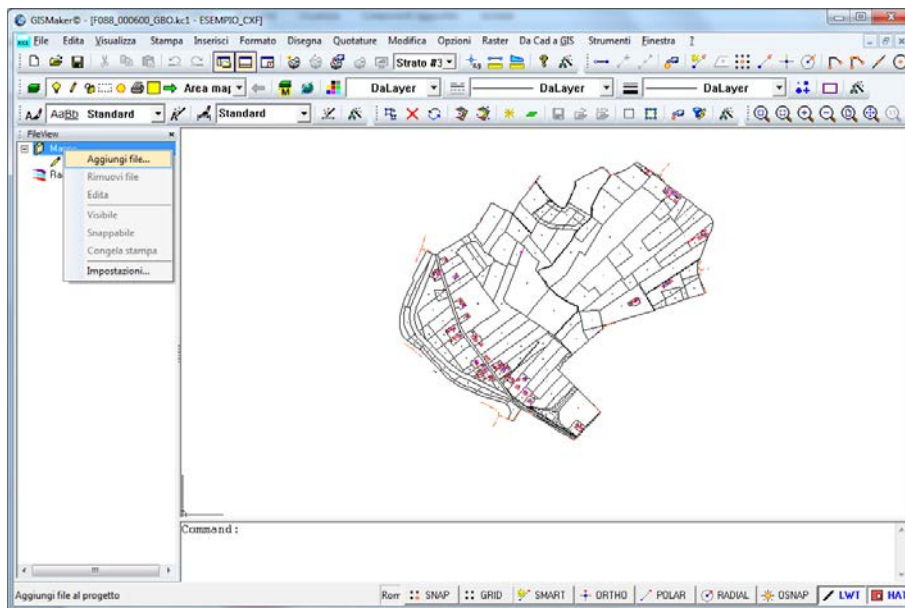 GISMaker© - [F088_000600_GBO.kc1 - ESEMPIO_CXF]
File Edita Visualizza Stampa Inserisci Formato Disegna Quotature Modifica Opzioni Raster Da Cad a GIS Strumenti Finestra ?
Strato #3
Area map DaLayer DaLayer DaLayer
AaBb Standard Standard
FileView
Aggiungi file...
Ra
Rimuovi file
Edita
Visibile
Snappabile
Congela stampa
Impostazioni...
Command:
Aggiungi file al progetto
SNAP GRID SMART ORTHO POLAR RADIAL OSNAP LWT HAT